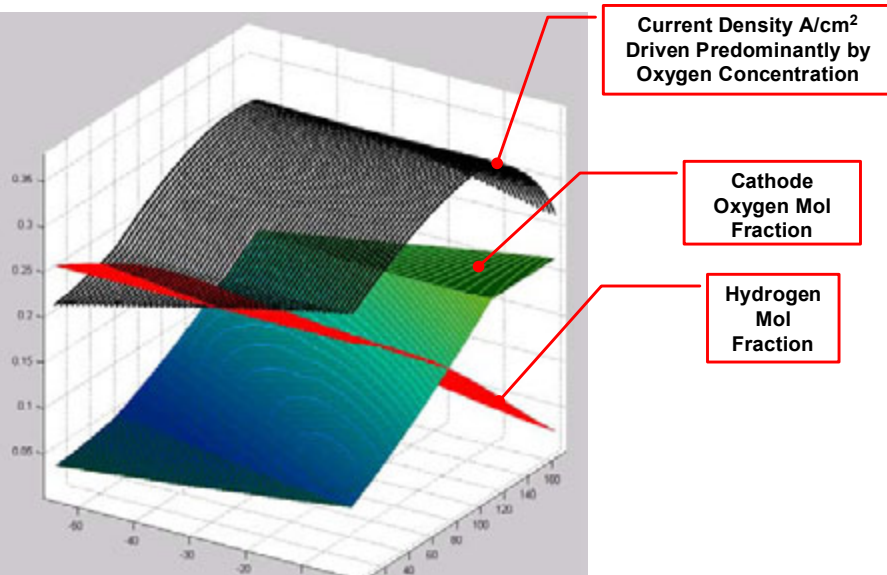 Current Density A/cm²
Driven Predominantly by
Oxygen Concentration
Cathode
Oxygen Mol
Fraction
Hydrogen
Mol
Fraction
0.35
0.3
0.25
0.2
0.15
0.1
0.05
-50
-40
-30
-20
40
60
80
100
120
140
160